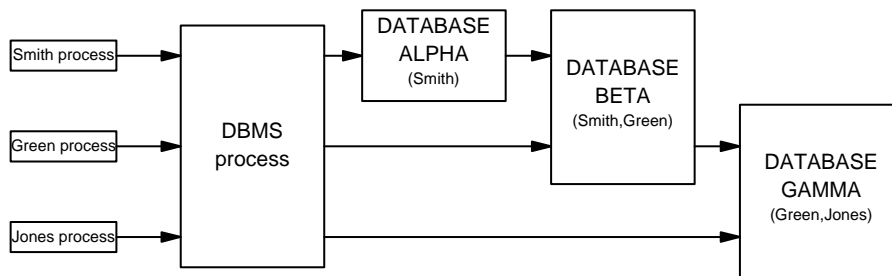 Smith process
Green process
Jones process
DBMS
process
DATABASE
ALPHA
(Smith)
DATABASE
BETA
(Smith,Green)
DATABASE
GAMMA
(Green,Jones)